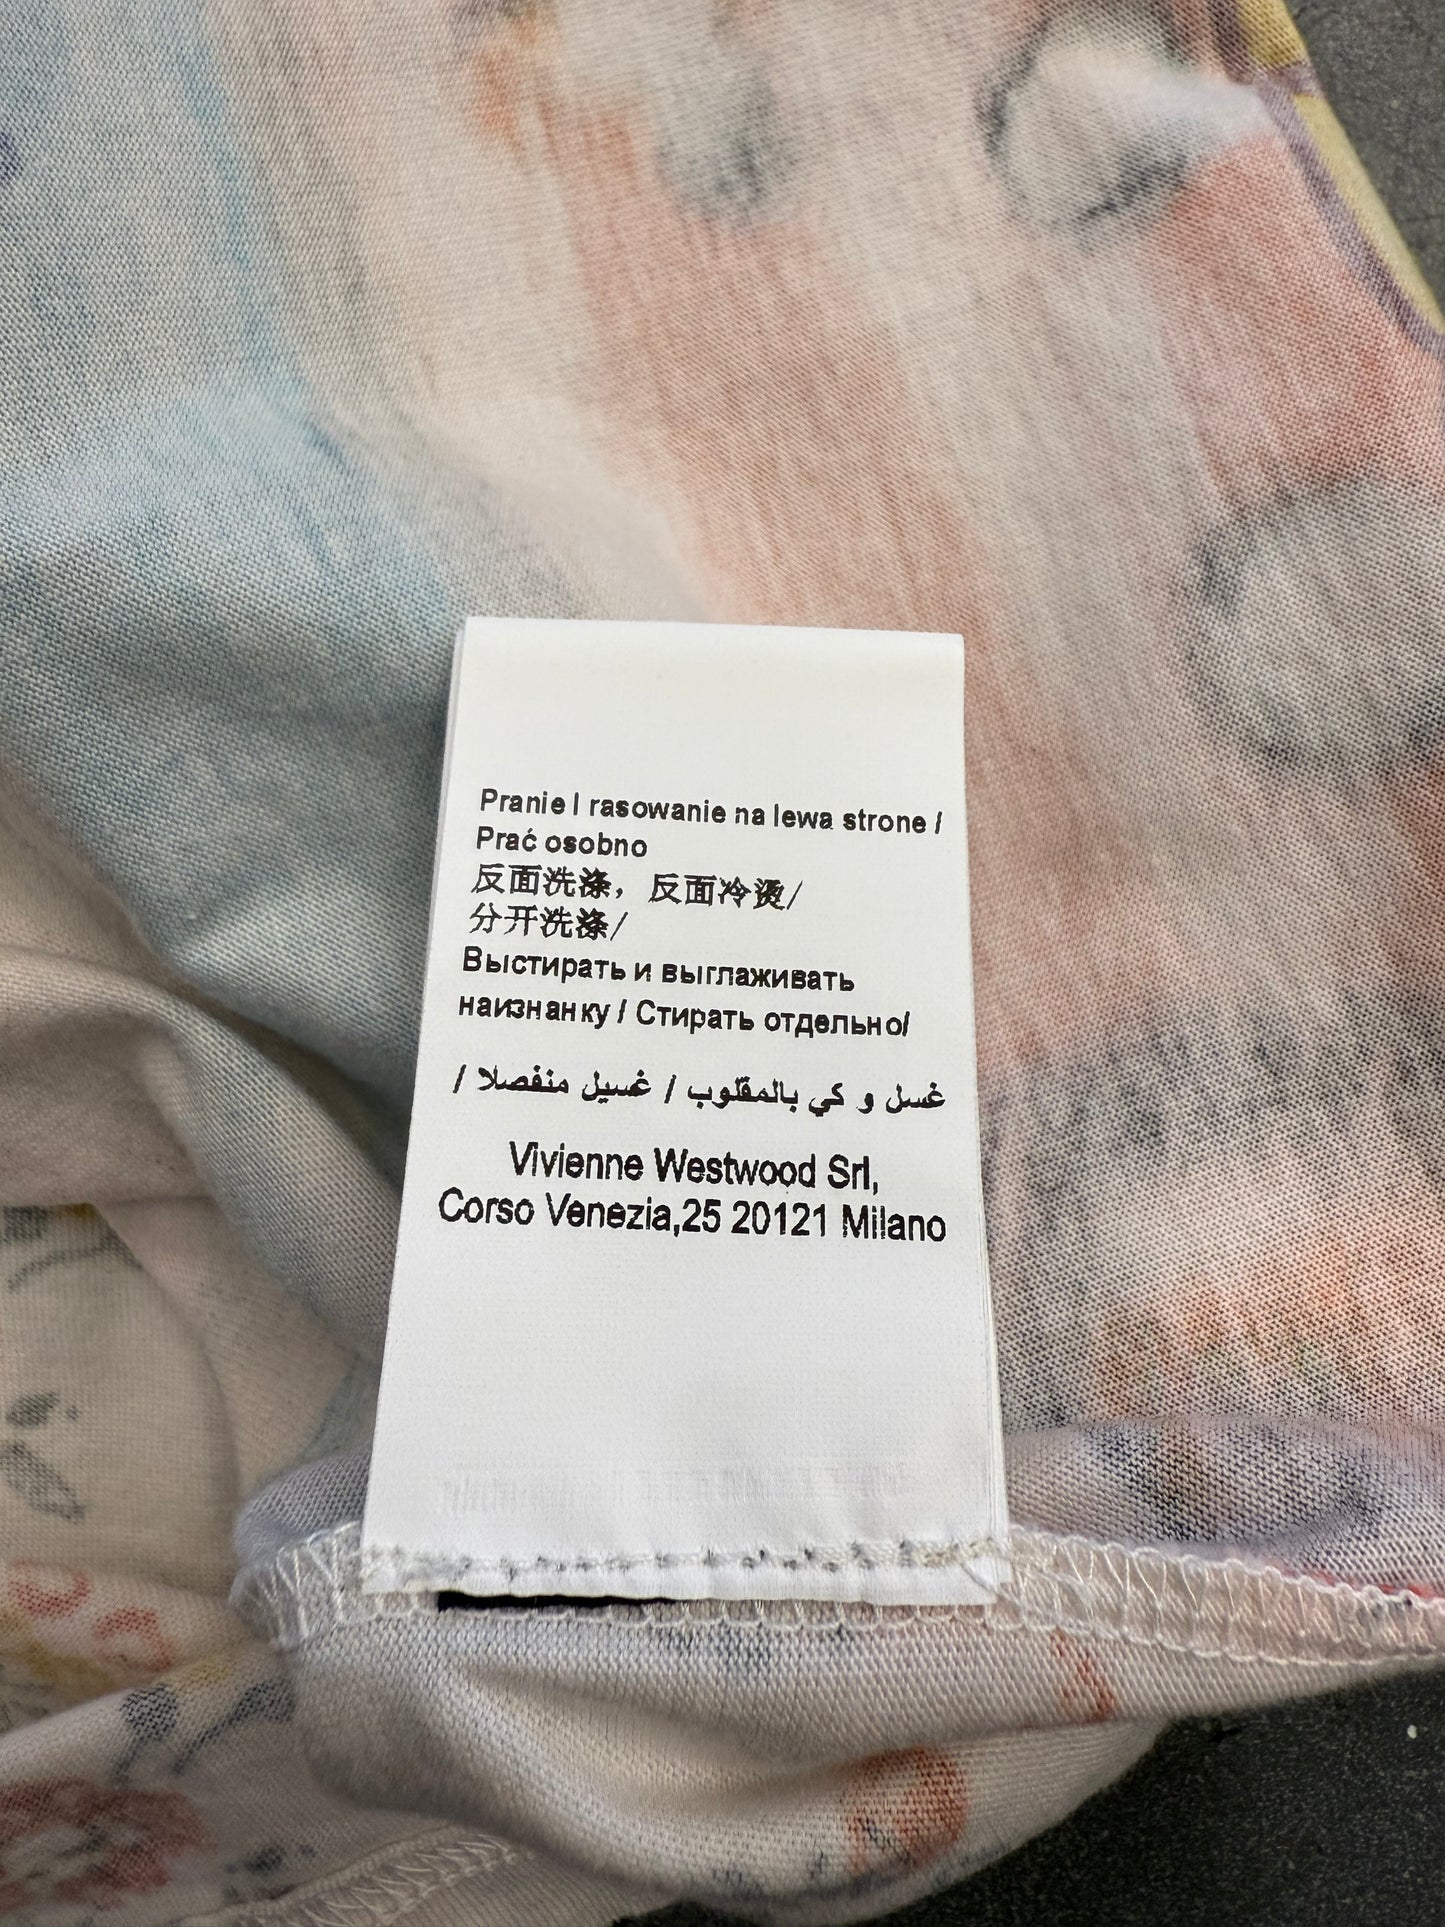 Pranie I rasowanie na lewa strone /
Prać osobno
反面洗涤，反面冷烫/
分开洗涤/
Выстирать и выглаживать
наизнанку / Стирать отдельно/
غسل و كي بالمقلوب / غسيل منفصلا /
Vivienne Westwood Srl,
Corso Venezia,25 20121 Milano